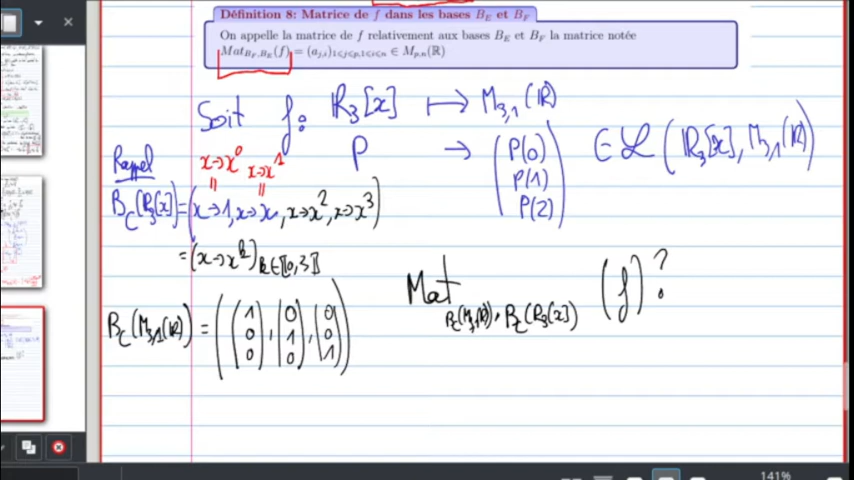 Définition 8: Matrice de f dans les bases B_E et B_F
On appelle la matrice de f relativement aux bases B_E et B_F la matrice notée
Mat_{B_F,B_E}(f) = (a_{j,i})_{1≤j≤p,1≤i≤n} ∈ M_{p,n}(ℝ)
Soit f: ℝ_3[x] ↦ M_{3,1}(ℝ)
P → (P(0) P(1) P(2)) ∈ ℒ(ℝ_3[x], M_{3,1}(ℝ))
Rappel
x→x^0 x→x^1
B_C(ℝ_3[x]) = (x→1, x→x, x→x^2, x→x^3)
= (x→x^k)_{k∈⟦0,3⟧}
Mat_{B_C(M_{3,1}(ℝ)), B_C(ℝ_3[x])} (f) ?
B_C(M_{3,1}(ℝ)) = ((1 0 0), (0 1 0), (0 0 1))
141%